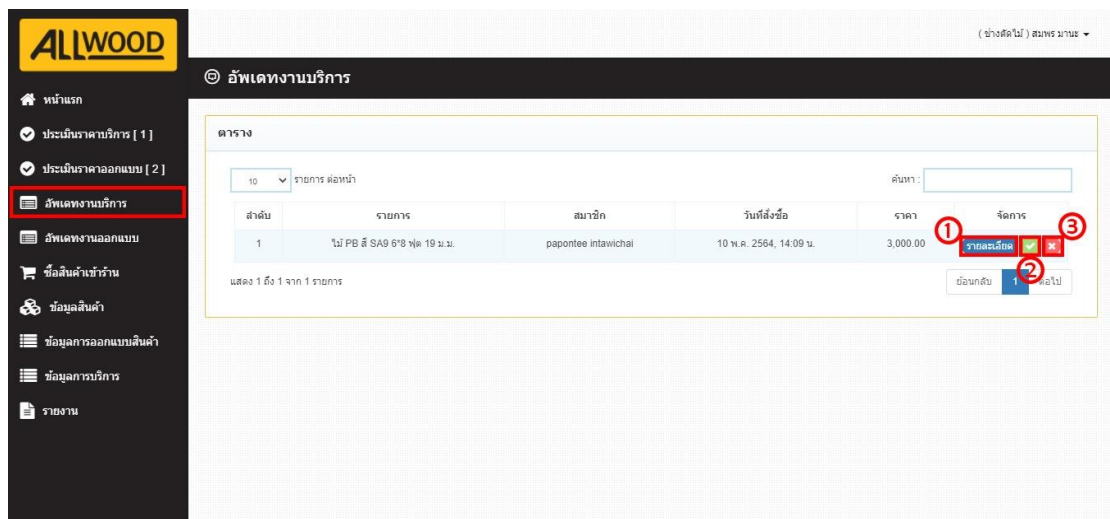 ALLWOOD
( ช่างตัดไม้ ) สมพร มานะ
อัพเดทงานบริการ
หน้าแรก
ประเมินราคาบริการ [ 1 ]
ประเมินราคาออกแบบ [ 2 ]
อัพเดทงานบริการ
อัพเดทงานออกแบบ
ซื้อสินค้าเข้าร้าน
ข้อมูลสินค้า
ข้อมูลการออกแบบสินค้า
ข้อมูลการบริการ
รายงาน
ตาราง
10 รายการ ต่อหน้า
ค้นหา :
ลำดับ รายการ สมาชิก วันที่สั่งซื้อ ราคา จัดการ
1 ไม้ PB สี SA9 6*8 ฟุต 19 ม.ม. papontee intawichai 10 พ.ค. 2564, 14:09 น. 3,000.00 รายละเอียด
1 2 3
แสดง 1 ถึง 1 จาก 1 รายการ
ย้อนกลับ 1 ต่อไป